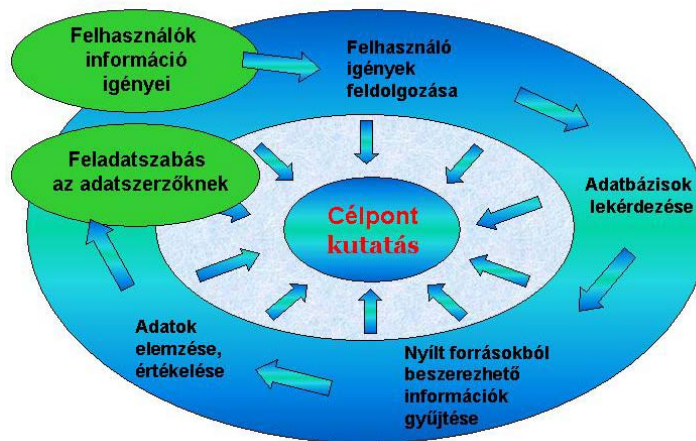 Felhasználók
információ
igényei
Felhasználó
igények
feldolgozása
Adatbázisok
lekérdezése
Nyílt forrásokból
beszerezhető
információk
gyűjtése
Adatok
elemzése,
értékelése
Feladatszabás
az adatszerzőknek
Célpont
kutatás